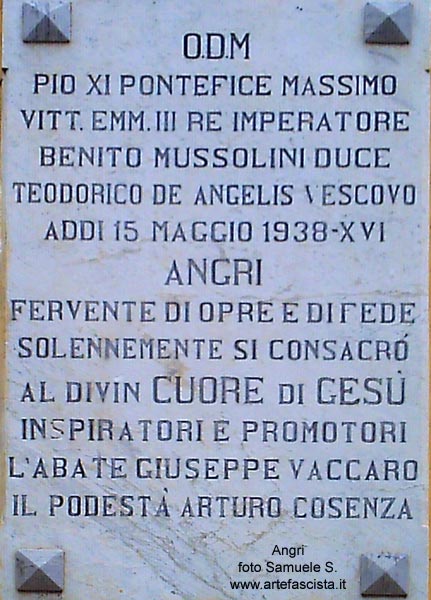 O.D.M
PIO XI PONTEFICE MASSIMO
VITT. EMM. III RE IMPERATORE
BENITO MUSSOLINI DUCE
TEODORICO DE ANGELIS VESCOVO
ADDI 15 MAGGIO 1938-XVI
ANGRI
FERVENTE DI OPRE E DI FEDE
SOLENNEMENTE SI CONSACRÓ
AL DIVIN CUORE DI GESÙ
INSPIRATORI E PROMOTORI
L'ABATE GIUSEPPE VACCARO
IL PODESTÀ ARTURO COSENZA
Angri
foto Samuele S.
www.artefascista.it